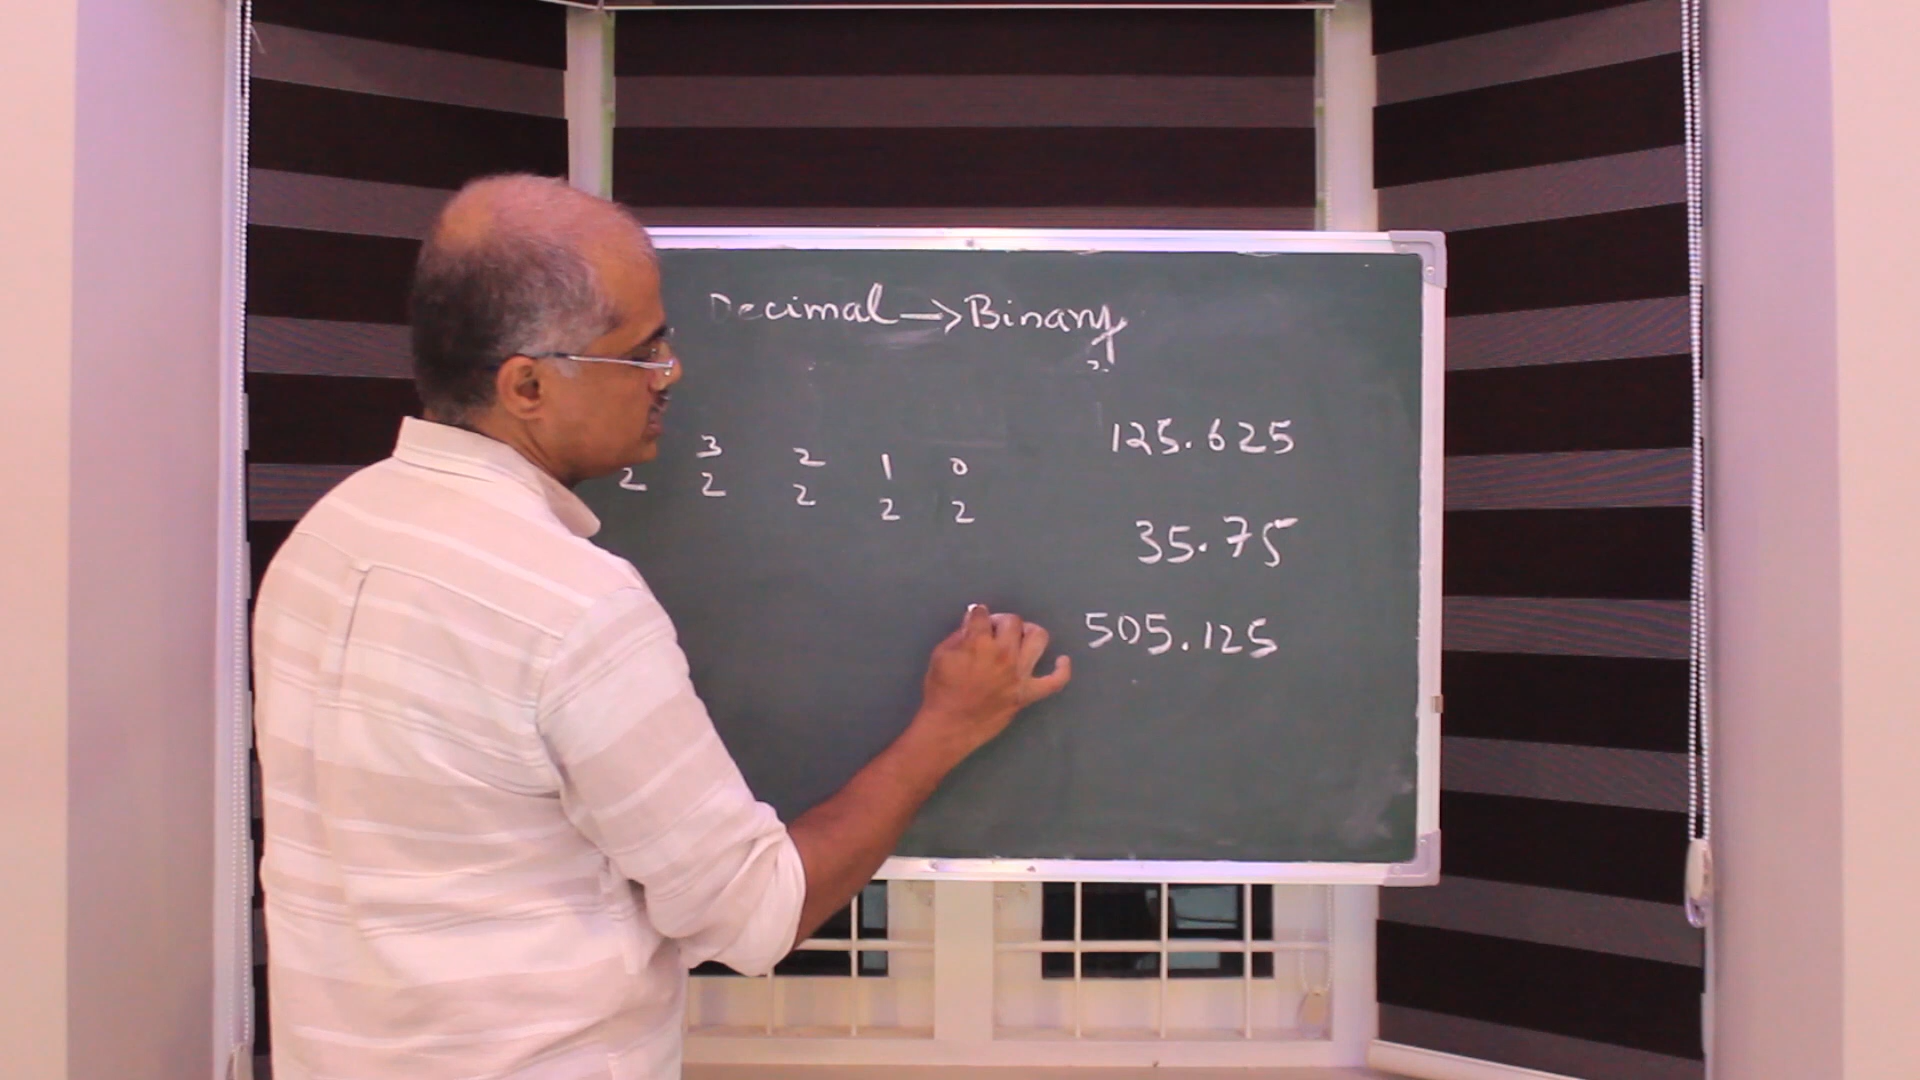 Decimal → Binary
3 2 1 0
2 2 2 2 2
125.625
35.75
505.125